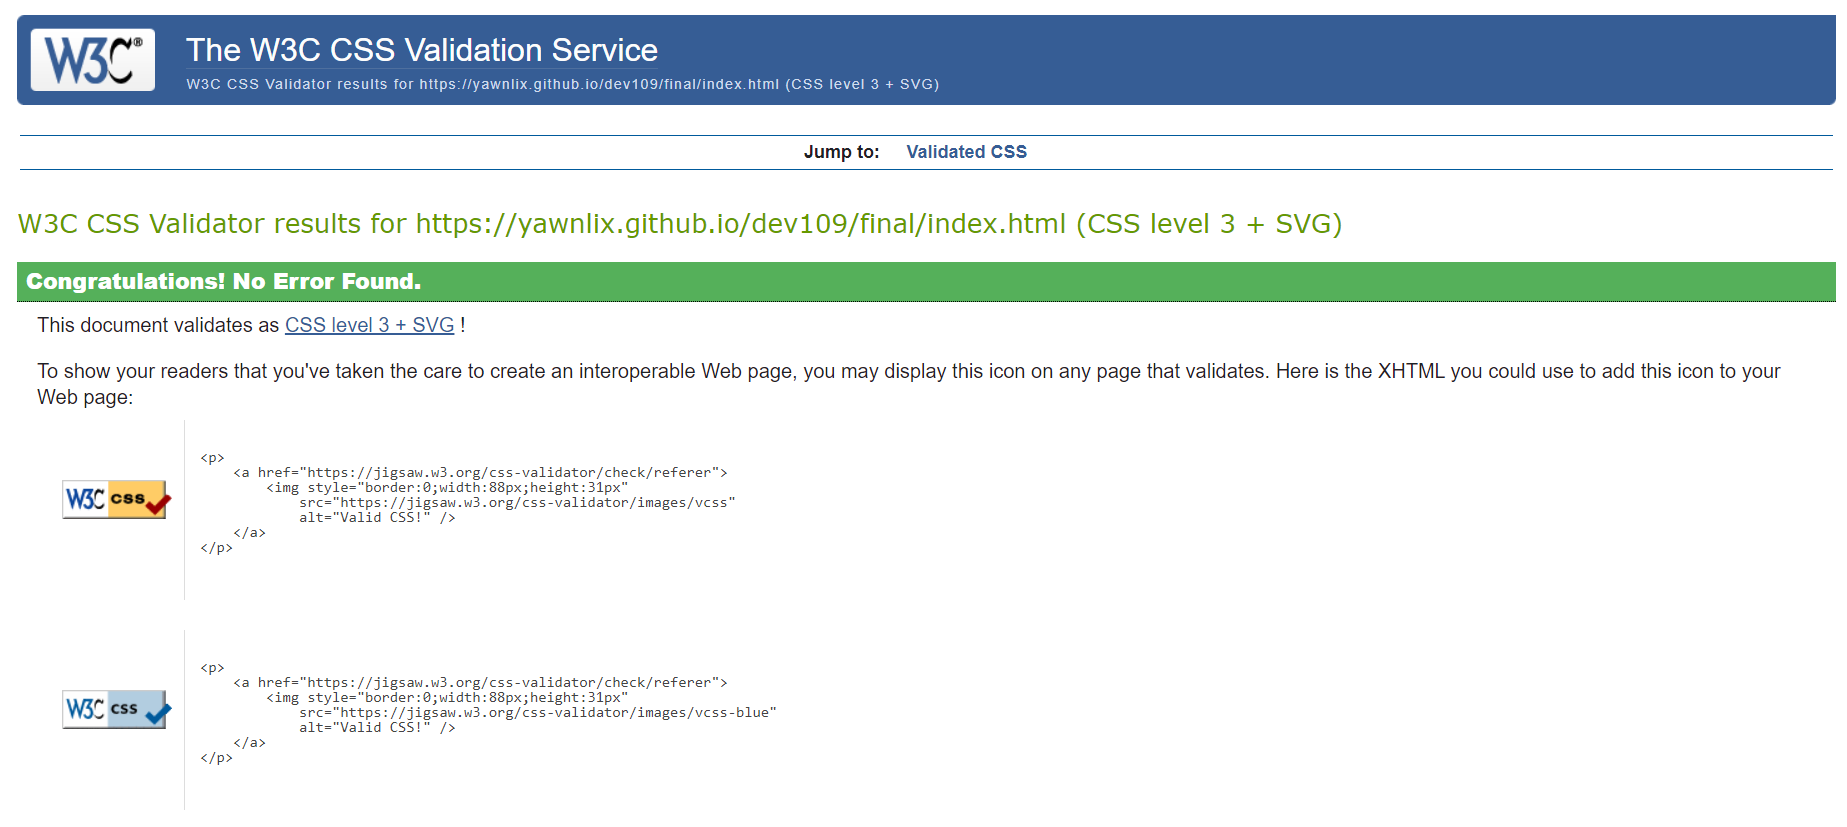 W3C®
The W3C CSS Validation Service
W3C CSS Validator results for https://yawnlix.github.io/dev109/final/index.html (CSS level 3 + SVG)
Jump to: Validated CSS
W3C CSS Validator results for https://yawnlix.github.io/dev109/final/index.html (CSS level 3 + SVG)
Congratulations! No Error Found.
This document validates as CSS level 3 + SVG !
To show your readers that you've taken the care to create an interoperable Web page, you may display this icon on any page that validates. Here is the XHTML you could use to add this icon to your
Web page:
W3C css
<p>
    <a href="https://jigsaw.w3.org/css-validator/check/referer">
        <img style="border:0;width:88px;height:31px"
            src="https://jigsaw.w3.org/css-validator/images/vcss"
            alt="Valid CSS!" />
    </a>
</p>
W3C css
<p>
    <a href="https://jigsaw.w3.org/css-validator/check/referer">
        <img style="border:0;width:88px;height:31px"
            src="https://jigsaw.w3.org/css-validator/images/vcss-blue"
            alt="Valid CSS!" />
    </a>
</p>